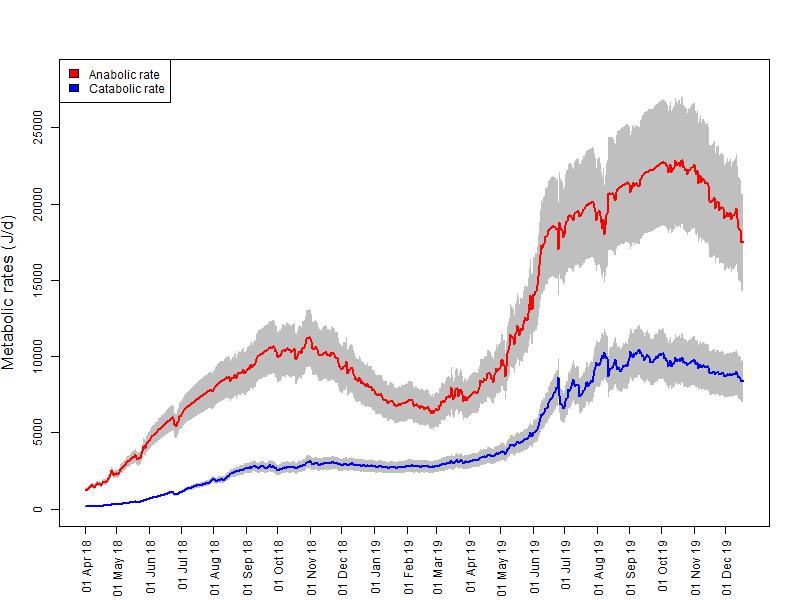 Anabolic rate
Catabolic rate
Metabolic rates (J/d)
25000
20000
15000
10000
5000
0
01 Apr 18
01 May 18
01 Jun 18
01 Jul 18
01 Aug 18
01 Sep 18
01 Oct 18
01 Nov 18
01 Dec 18
01 Jan 19
01 Feb 19
01 Mar 19
01 Apr 19
01 May 19
01 Jun 19
01 Jul 19
01 Aug 19
01 Sep 19
01 Oct 19
01 Nov 19
01 Dec 19